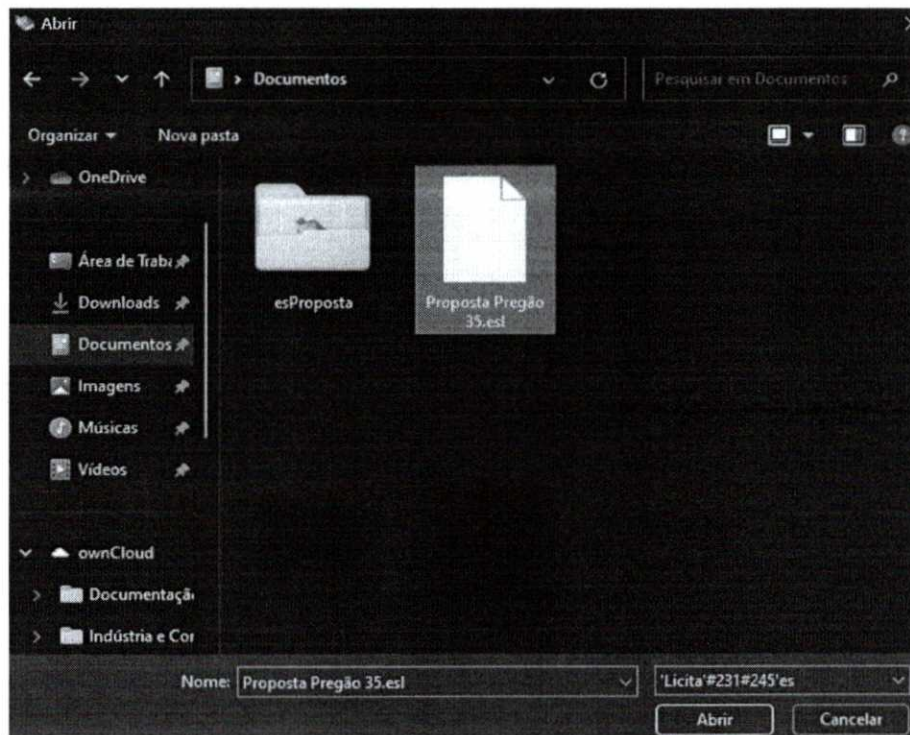 Abrir
Documentos
Pesquisar em Documentos
Organizar
Nova pasta
OneDrive
Área de Traba
Downloads
Documentos
Imagens
Músicas
Vídeos
ownCloud
Documentaçã
Indústria e Cor
esProposta
Proposta Pregão
35.esl
Nome: Proposta Pregão 35.esl
'Licita'#231#245'es
Abrir
Cancelar